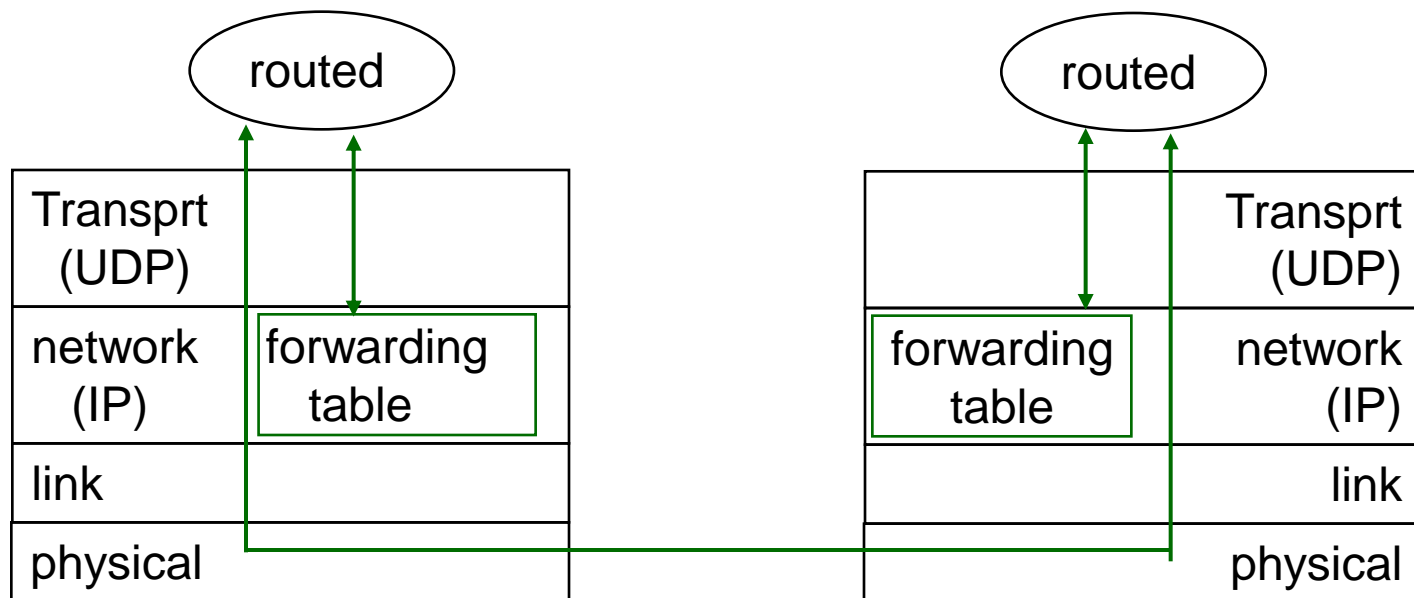 routed
routed
Transprt
(UDP)
Transprt
(UDP)
network
(IP)
forwarding
table
forwarding
table
network
(IP)
link
link
physical
physical